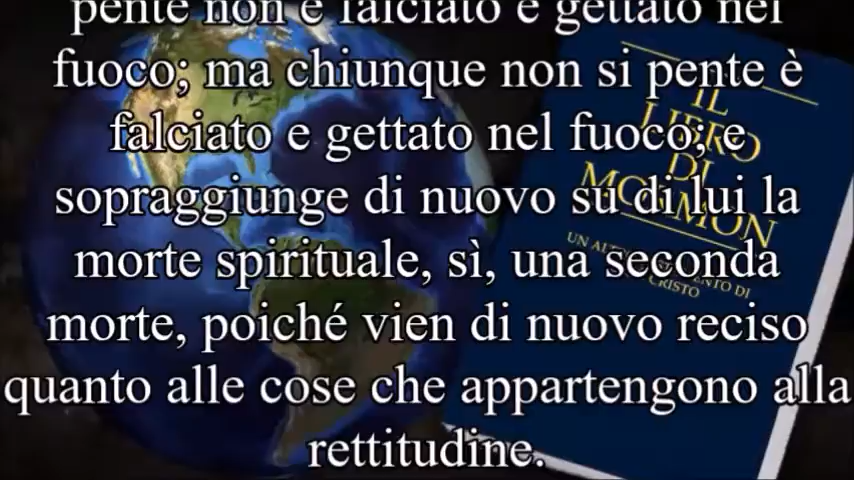 pente non è falciato e gettato nel
fuoco; ma chiunque non si pente è
falciato e gettato nel fuoco; e
sopraggiunge di nuovo su di lui la
morte spirituale, sì, una seconda
morte, poiché vien di nuovo reciso
quanto alle cose che appartengono alla
rettitudine.
IL
LIBRO
DI
MORMON
UN ALTRO
DI
CRISTO